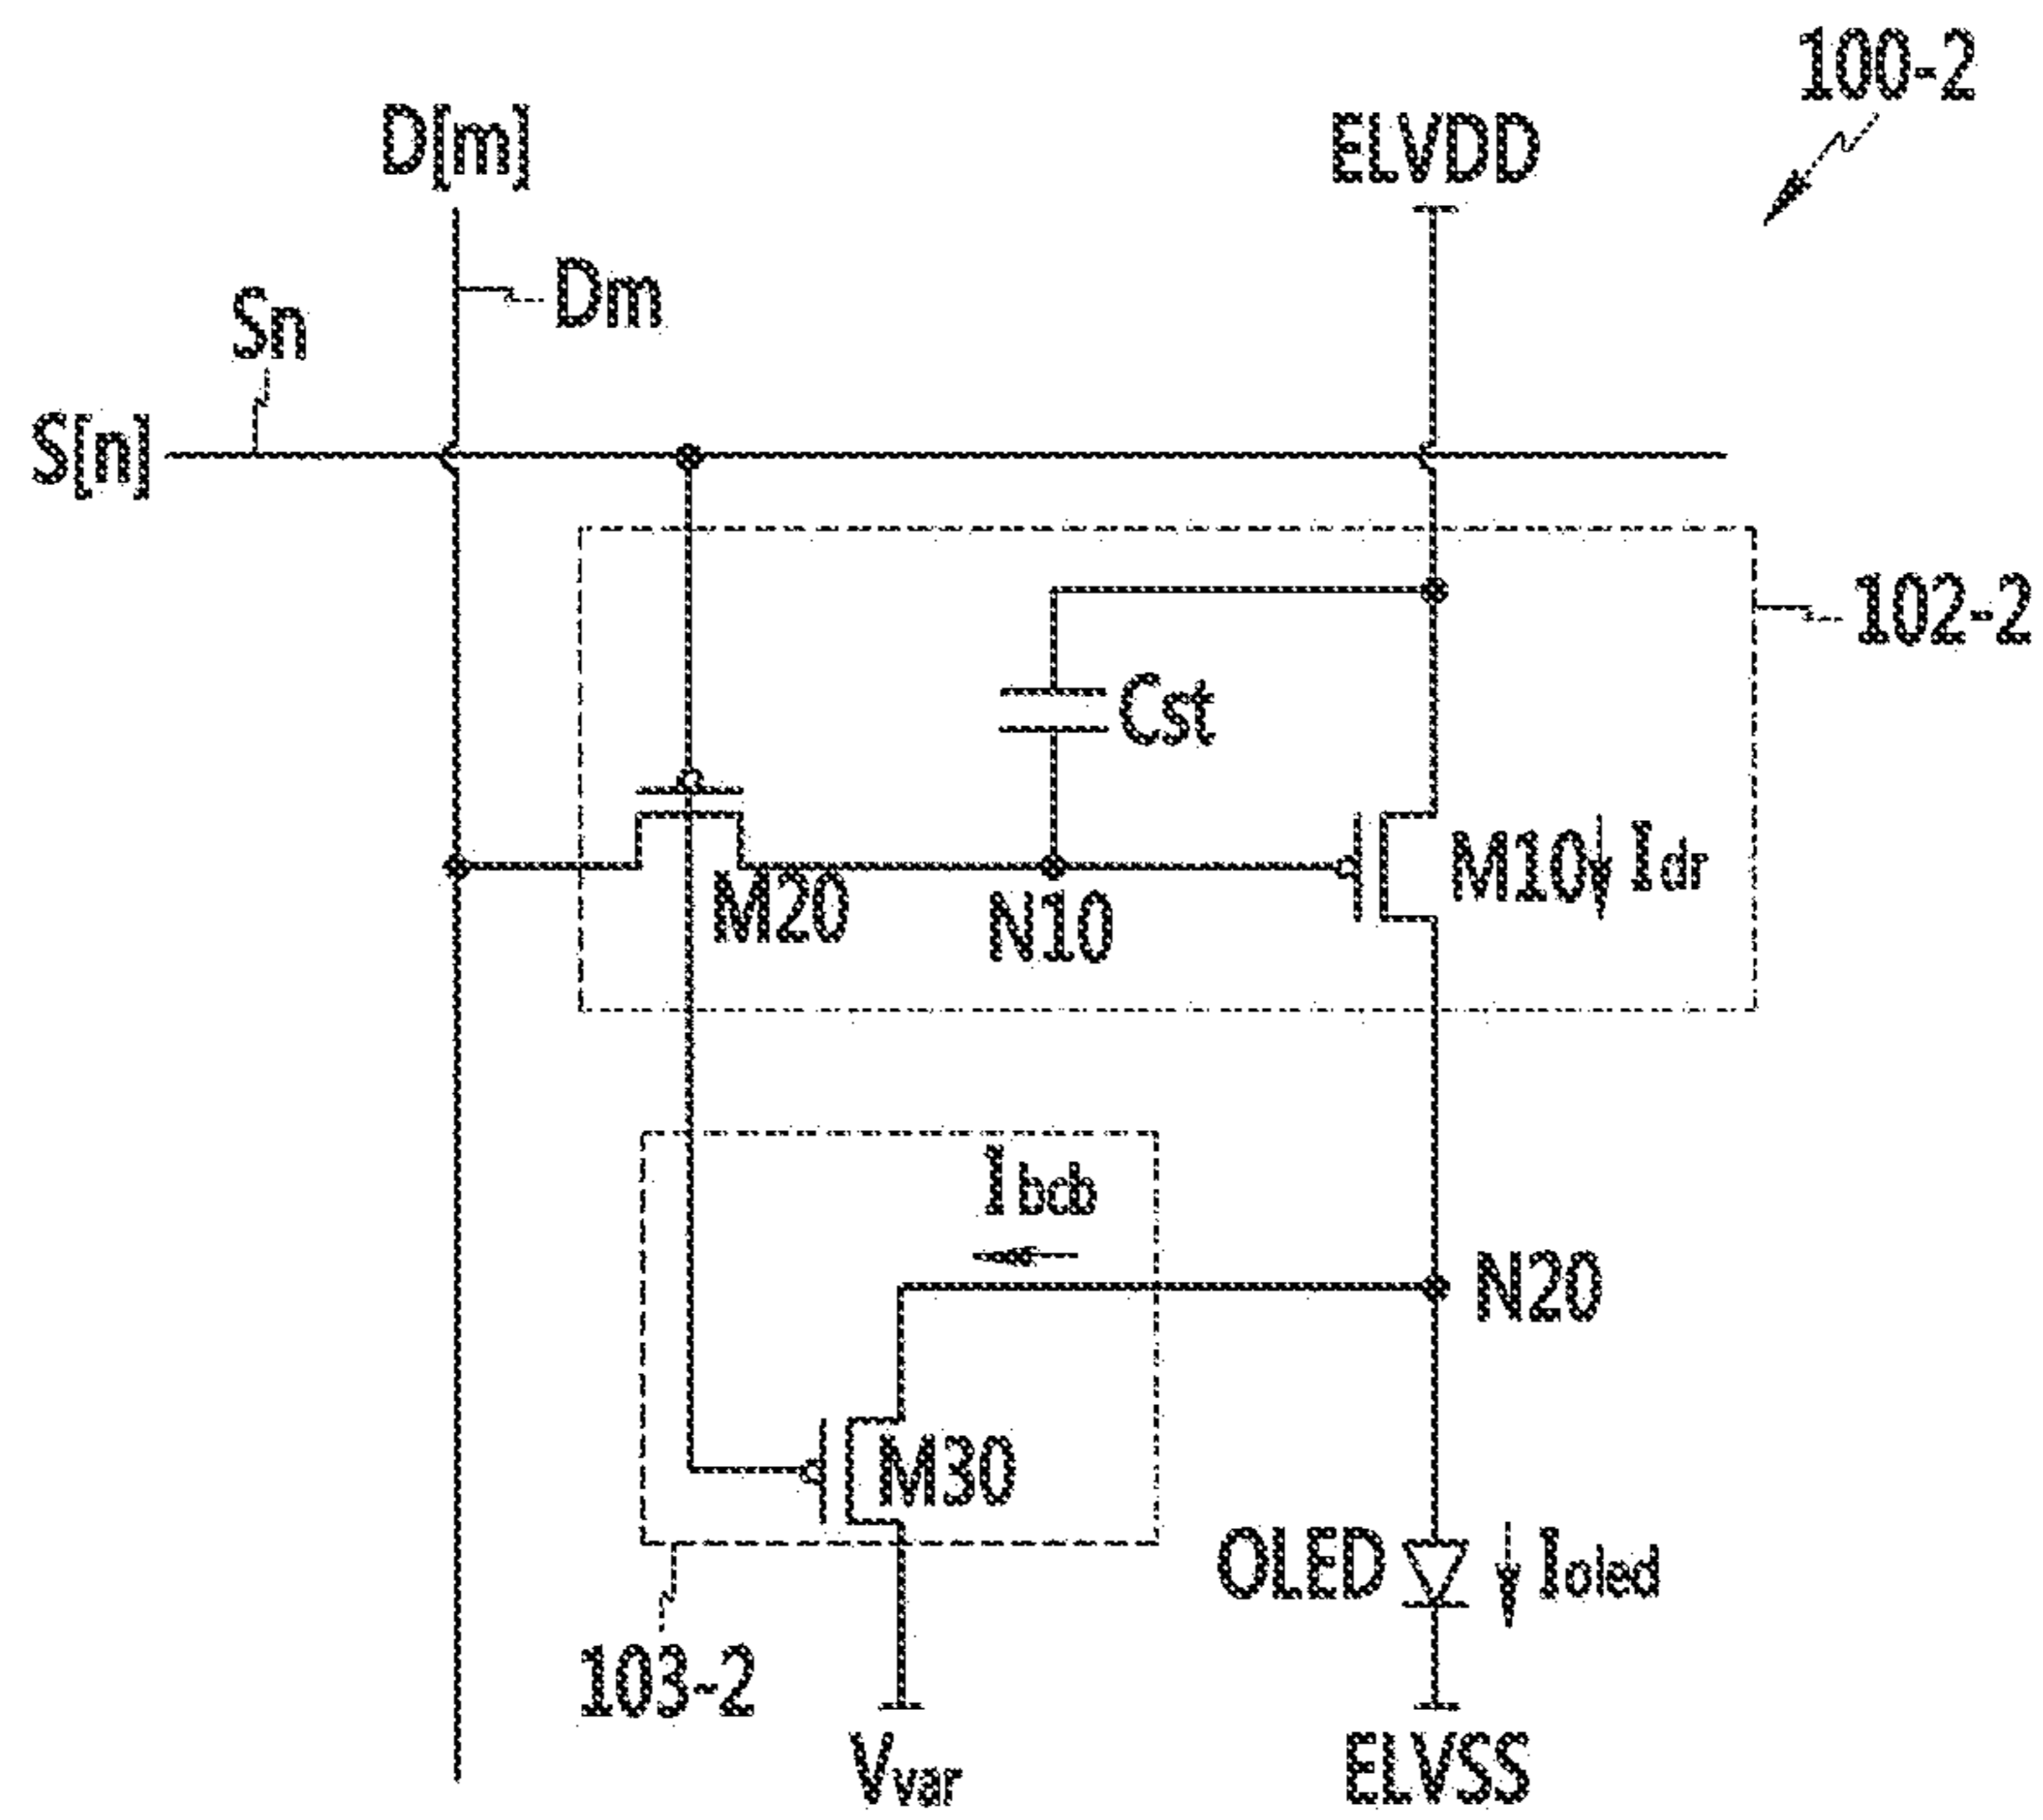 100-2
D[m]
ELVDD
Dm
Sn
S[n]
102-2
Cst
M10
Idr
M20
N10
Ibcb
N20
M30
OLED
Ioled
103-2
Vvar
ELVSS